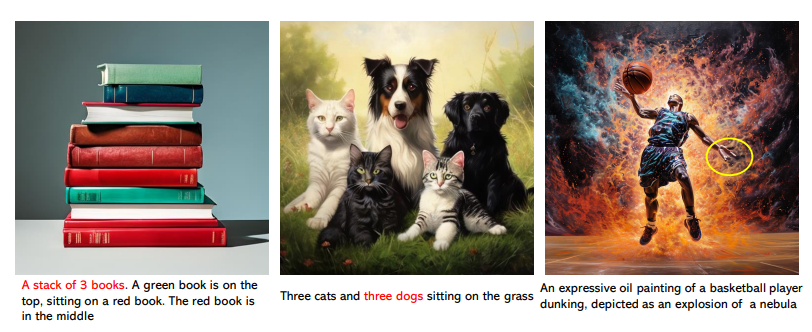 A stack of 3 books. A green book is on the
top, sitting on a red book. The red book is
in the middle
Three cats and three dogs sitting on the grass
An expressive oil painting of a basketball player
dunking, depicted as an explosion of a nebula